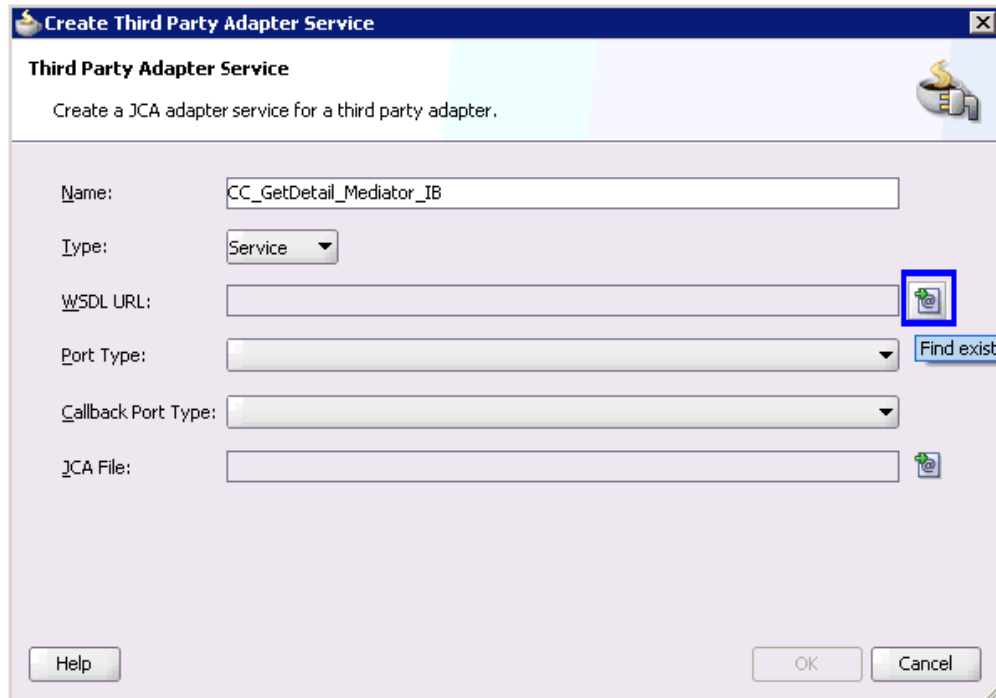 Create Third Party Adapter Service
Third Party Adapter Service
Create a JCA adapter service for a third party adapter.
Name: CC_GetDetail_Mediator_IB
Type: Service
WSDL URL:
Find exist
Port Type:
Callback Port Type:
JCA File:
Help OK Cancel